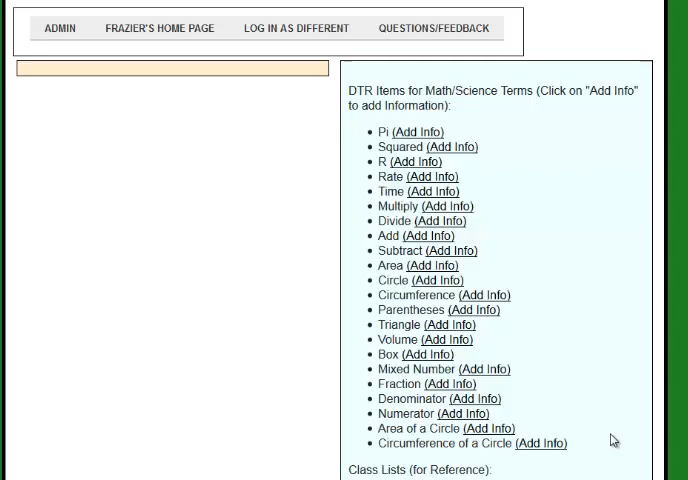 ADMIN FRAZIER'S HOME PAGE LOG IN AS DIFFERENT QUESTIONS/FEEDBACK
DTR Items for Math/Science Terms (Click on "Add Info"
to add Information):
• Pi (Add Info)
• Squared (Add Info)
• R (Add Info)
• Rate (Add Info)
• Time (Add Info)
• Multiply (Add Info)
• Divide (Add Info)
• Add (Add Info)
• Subtract (Add Info)
• Area (Add Info)
• Circle (Add Info)
• Circumference (Add Info)
• Parentheses (Add Info)
• Triangle (Add Info)
• Volume (Add Info)
• Box (Add Info)
• Mixed Number (Add Info)
• Fraction (Add Info)
• Denominator (Add Info)
• Numerator (Add Info)
• Area of a Circle (Add Info)
• Circumference of a Circle (Add Info)
Class Lists (for Reference):